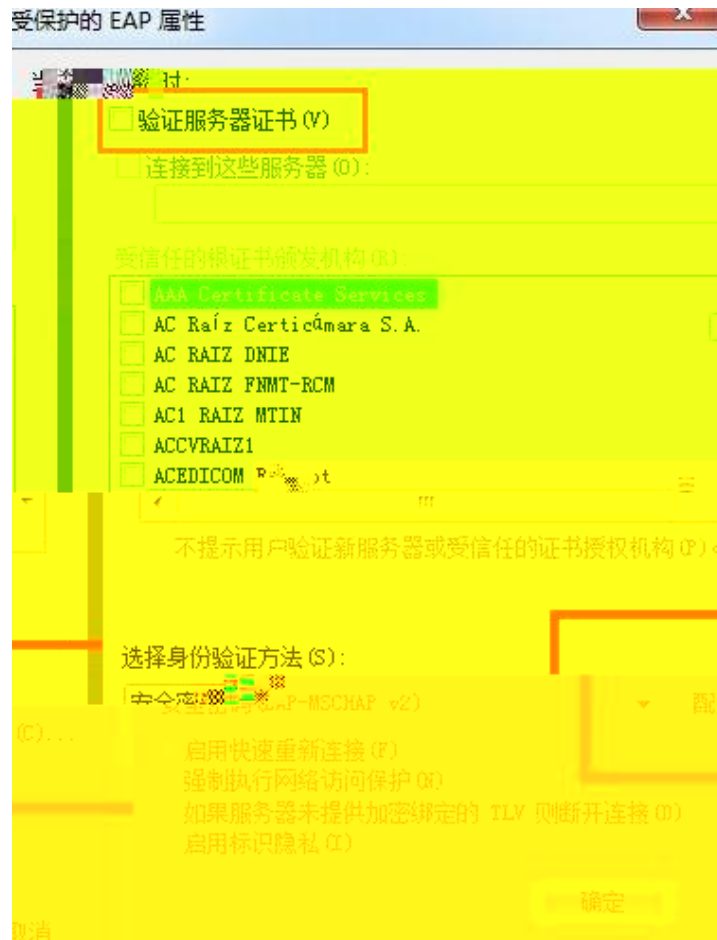 受保护的 EAP 属性
时:
验证服务器证书(V)
连接到这些服务器(O):
受信任的根证书颁发机构(R)
AAA Certificate Services
AC Raíz Certicámara S.A.
AC RAIZ DNIE
AC RAIZ FNMT-RCM
AC1 RAIZ MTIN
ACCVRAIZ1
ACEDICOM
不提示用户验证新服务器或受信任的证书授权机构(P)
选择身份验证方法(S):
安全密码 (EAP-MSCHAP v2)
配
(C)...
启用快速重新连接(F)
强制执行网络访问保护(N)
如果服务器未提供加密绑定的 TLV 则断开连接(D)
启用标识隐私(I)
确定
取消